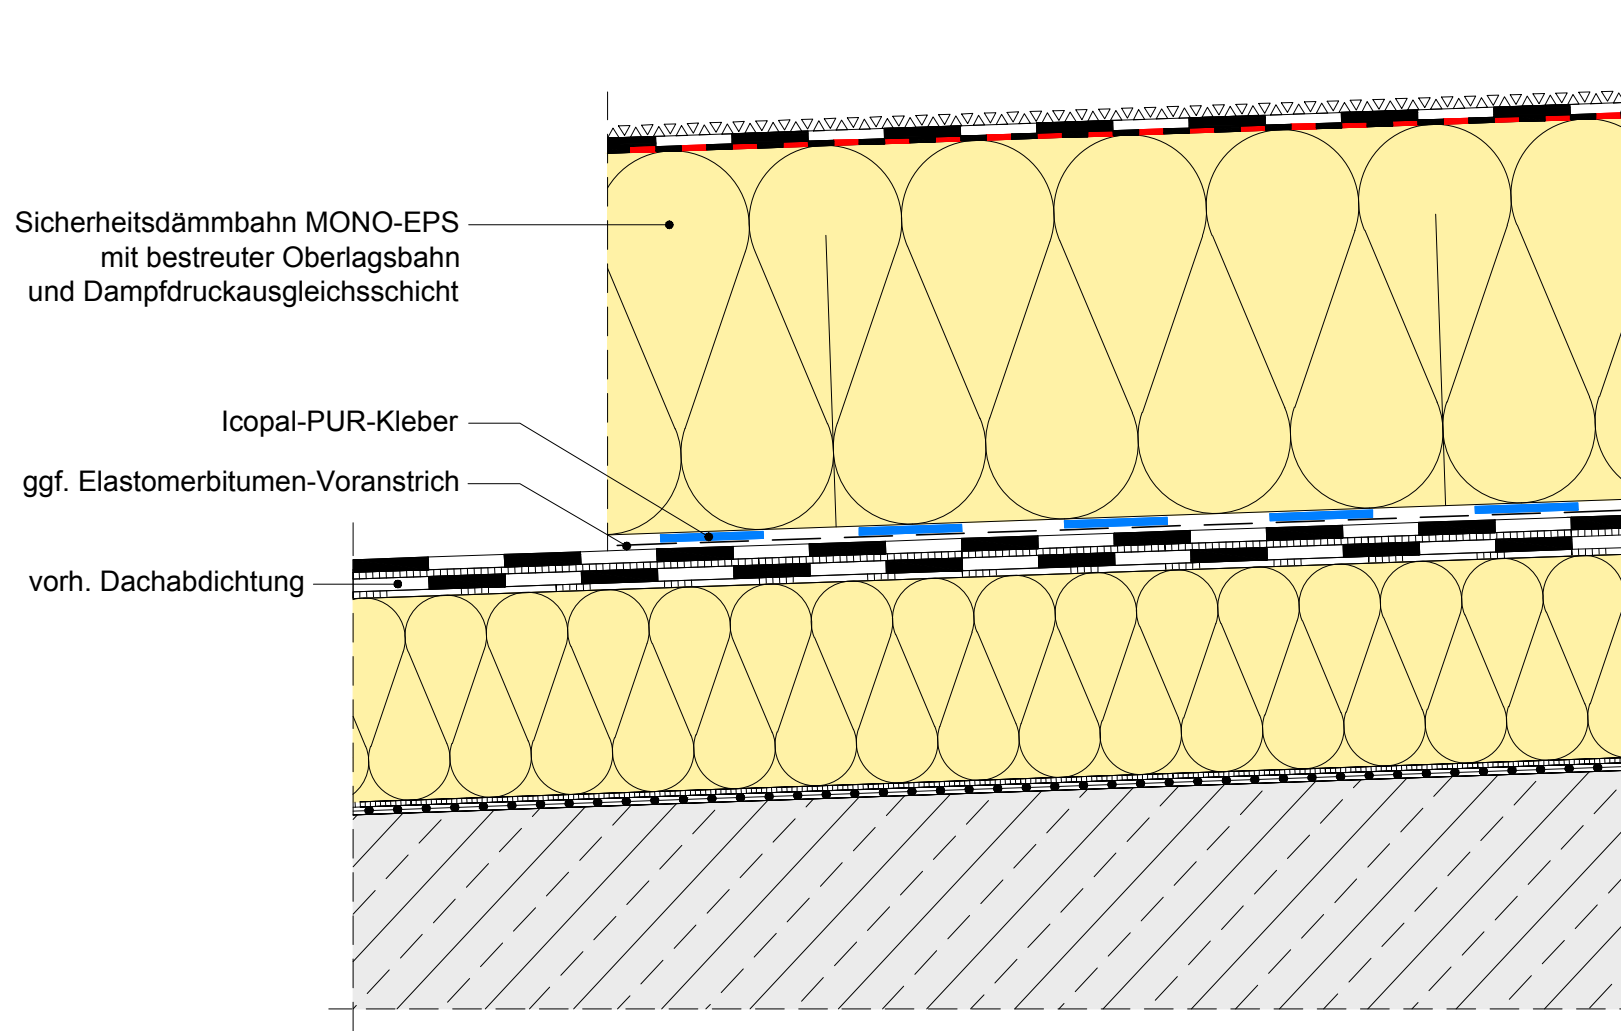 Sicherheitsdämmbahn MONO-EPS
mit bestreuter Oberlagsbahn
und Dampfdruckausgleichsschicht
Icopal-PUR-Kleber
ggf. Elastomerbitumen-Voranstrich
vorh. Dachabdichtung